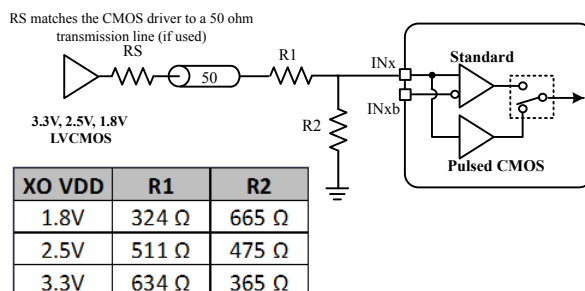 RS matches the CMOS driver to a 50 ohm
transmission line (if used)
RS
50
R1
R2
INx
INxb
Standard
Pulsed CMOS
3.3V, 2.5V, 1.8V
LVCMOS
XO VDD R1 R2
1.8V 324 Ω 665 Ω
2.5V 511 Ω 475 Ω
3.3V 634 Ω 365 Ω